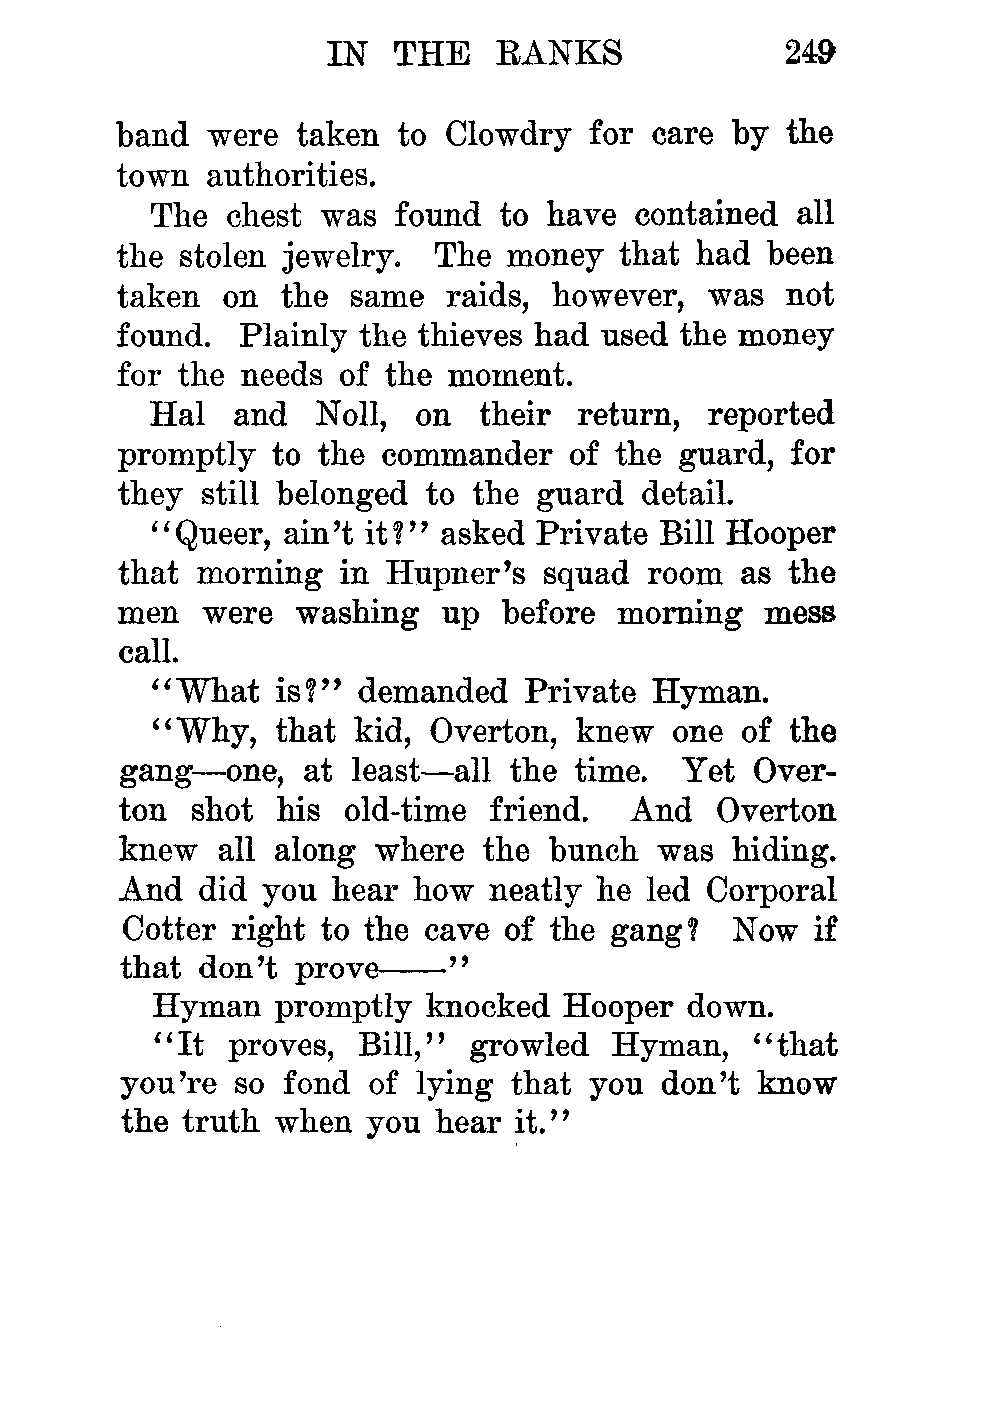 IN THE RANKS 249
band were taken to Clowdry for care by the
town authorities.
The chest was found to have contained all
the stolen jewelry. The money that had been
taken on the same raids, however, was not
found. Plainly the thieves had used the money
for the needs of the moment.
Hal and Noll, on their return, reported
promptly to the commander of the guard, for
they still belonged to the guard detail.
“Queer, ain’t it?” asked Private Bill Hooper
that morning in Hupner’s squad room as the
men were washing up before morning mess
call.
“What is?” demanded Private Hyman.
“Why, that kid, Overton, knew one of the
gang—one, at least—all the time. Yet Over-
ton shot his old-time friend. And Overton
knew all along where the bunch was hiding.
And did you hear how neatly he led Corporal
Cotter right to the cave of the gang? Now if
that don’t prove——”
Hyman promptly knocked Hooper down.
“It proves, Bill,” growled Hyman, “that
you’re so fond of lying that you don’t know
the truth when you hear it.”